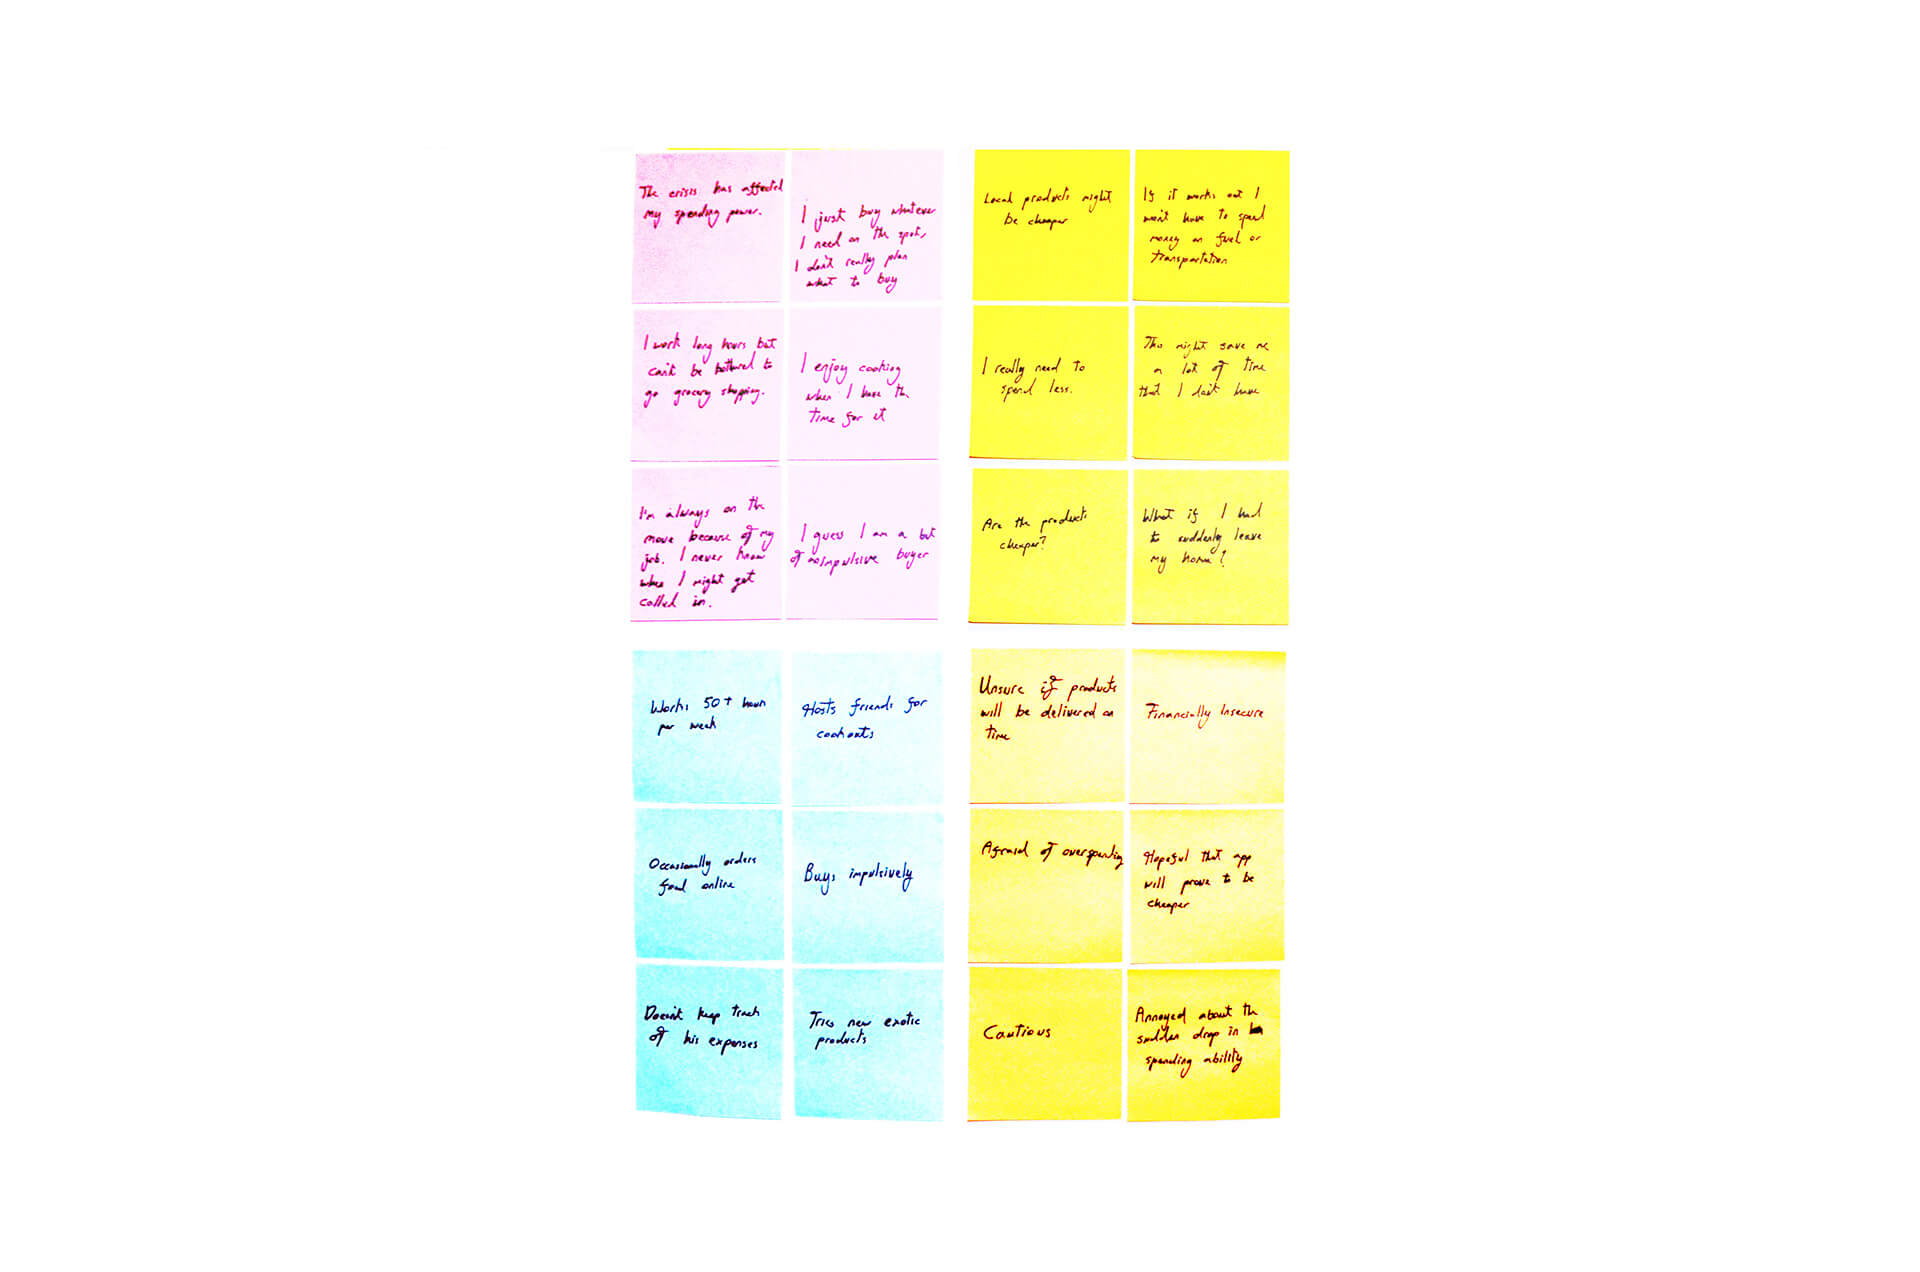 The crisis has affected
my spending power.
I just buy whatever
I need on the spot,
I don't really plan
what to buy
I work long hours but
can't be bothered to
go grocery shopping.
I enjoy cooking
when I have the
time for it
I'm always on the
move because of my
job. I never know
when I might get
called in.
I guess I am a bit
of impulsive buyer
Local products might
be cheaper
If it works out I
won't have to spend
money on fuel or
transportation
I really need to
spend less.
This might save me
a lot of time
that I don't have
Are the products
cheaper?
What if I had
to suddenly leave
my home?
Works 50+ hours
per week
Hosts friends for
cookouts
Occasionally orders
food online
Buys impulsively
Doesn't keep track
of his expenses
Tries new exotic
products
Unsure if products
will be delivered on
time
Financially Insecure
Afraid of overspending
Hopeful that app
will prove to be
cheaper
Cautious
Annoyed about the
sudden drop in
spending ability